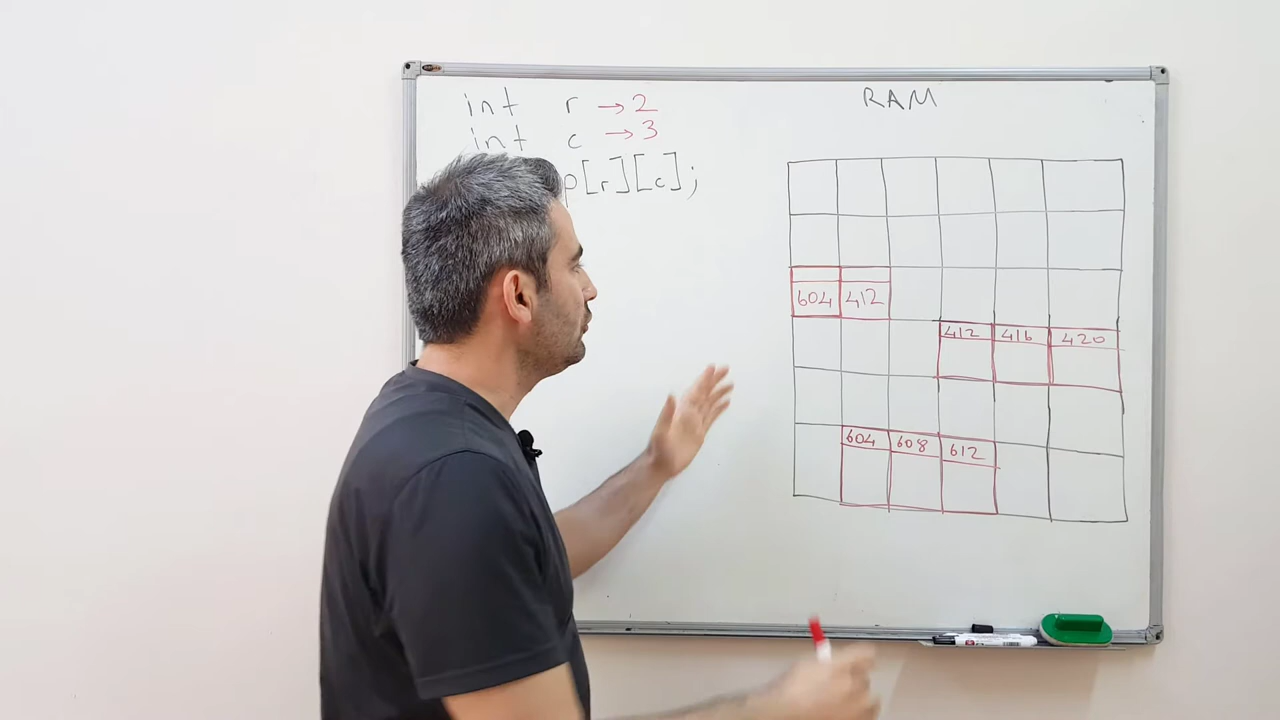 int r → 2
int c → 3
p[r][c];
RAM
604 412
412 416 420
604 608 612